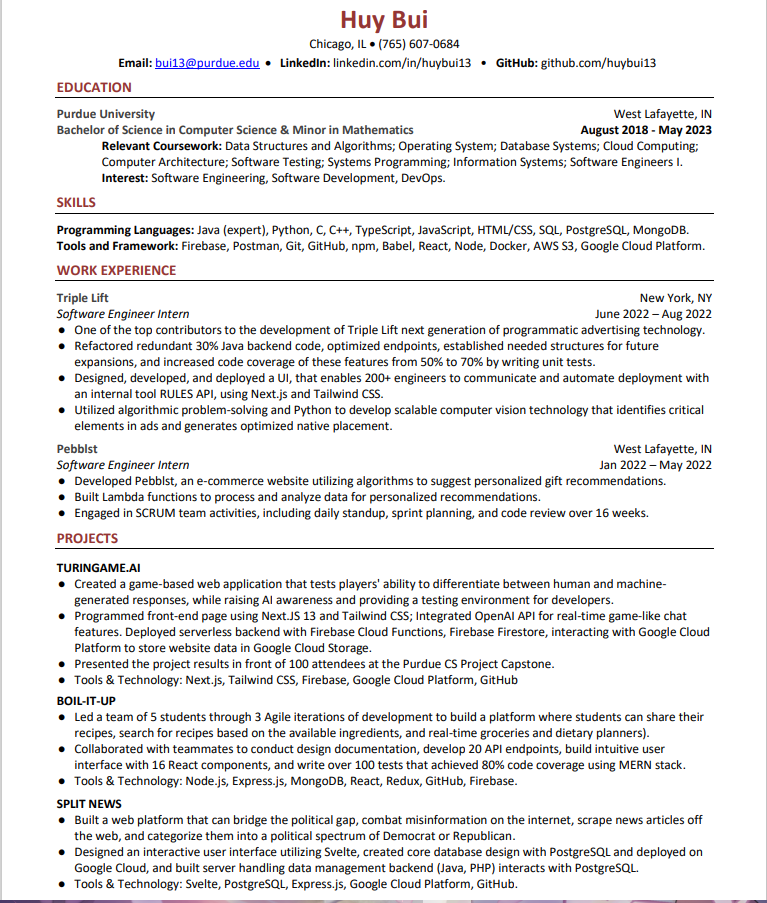 Huy Bui
Chicago, IL • (765) 607-0684
Email: bui13@purdue.edu • LinkedIn: linkedin.com/in/huybui13 • GitHub: github.com/huybui13
EDUCATION
Purdue University West Lafayette, IN
Bachelor of Science in Computer Science & Minor in Mathematics August 2018 - May 2023
Relevant Coursework: Data Structures and Algorithms; Operating System; Database Systems; Cloud Computing;
Computer Architecture; Software Testing; Systems Programming; Information Systems; Software Engineers I.
Interest: Software Engineering, Software Development, DevOps.
SKILLS
Programming Languages: Java (expert), Python, C, C++, TypeScript, JavaScript, HTML/CSS, SQL, PostgreSQL, MongoDB.
Tools and Framework: Firebase, Postman, Git, GitHub, npm, Babel, React, Node, Docker, AWS S3, Google Cloud Platform.
WORK EXPERIENCE
Triple Lift New York, NY
Software Engineer Intern June 2022 – Aug 2022
● One of the top contributors to the development of Triple Lift next generation of programmatic advertising technology.
● Refactored redundant 30% Java backend code, optimized endpoints, established needed structures for future
expansions, and increased code coverage of these features from 50% to 70% by writing unit tests.
● Designed, developed, and deployed a UI, that enables 200+ engineers to communicate and automate deployment with
an internal tool RULES API, using Next.js and Tailwind CSS.
● Utilized algorithmic problem-solving and Python to develop scalable computer vision technology that identifies critical
elements in ads and generates optimized native placement.
Pebblst West Lafayette, IN
Software Engineer Intern Jan 2022 – May 2022
● Developed Pebblst, an e-commerce website utilizing algorithms to suggest personalized gift recommendations.
● Built Lambda functions to process and analyze data for personalized recommendations.
● Engaged in SCRUM team activities, including daily standup, sprint planning, and code review over 16 weeks.
PROJECTS
TURINGAME.AI
● Created a game-based web application that tests players' ability to differentiate between human and machine-
generated responses, while raising AI awareness and providing a testing environment for developers.
● Programmed front-end page using Next.JS 13 and Tailwind CSS; Integrated OpenAI API for real-time game-like chat
features. Deployed serverless backend with Firebase Cloud Functions, Firebase Firestore, interacting with Google Cloud
Platform to store website data in Google Cloud Storage.
● Presented the project results in front of 100 attendees at the Purdue CS Project Capstone.
● Tools & Technology: Next.js, Tailwind CSS, Firebase, Google Cloud Platform, GitHub
BOIL-IT-UP
● Led a team of 5 students through 3 Agile iterations of development to build a platform where students can share their
recipes, search for recipes based on the available ingredients, and real-time groceries and dietary planners).
● Collaborated with teammates to conduct design documentation, develop 20 API endpoints, build intuitive user
interface with 16 React components, and write over 100 tests that achieved 80% code coverage using MERN stack.
● Tools & Technology: Node.js, Express.js, MongoDB, React, Redux, GitHub, Firebase.
SPLIT NEWS
● Built a web platform that can bridge the political gap, combat misinformation on the internet, scrape news articles off
the web, and categorize them into a political spectrum of Democrat or Republican.
● Designed an interactive user interface utilizing Svelte, created core database design with PostgreSQL and deployed on
Google Cloud, and built server handling data management backend (Java, PHP) interacts with PostgreSQL.
● Tools & Technology: Svelte, PostgreSQL, Express.js, Google Cloud Platform, GitHub.